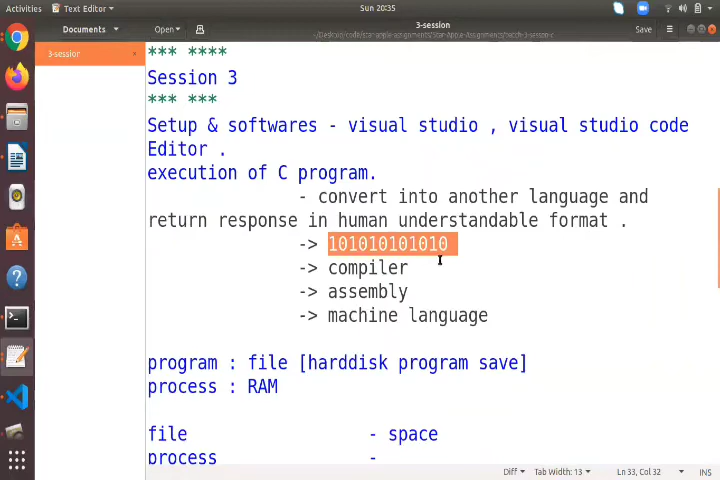 Activities Text Editor Sun 20:35
Documents Open 3-session Save
3-session
*** ****
Session 3
*** ***
Setup & softwares - visual studio , visual studio code
Editor .
execution of C program.
- convert into another language and
return response in human understandable format .
-> 101010101010
-> compiler
-> assembly
-> machine language
program : file [harddisk program save]
process : RAM
file - space
process -
Diff Tab Width: 13 Ln 33, Col 32 INS